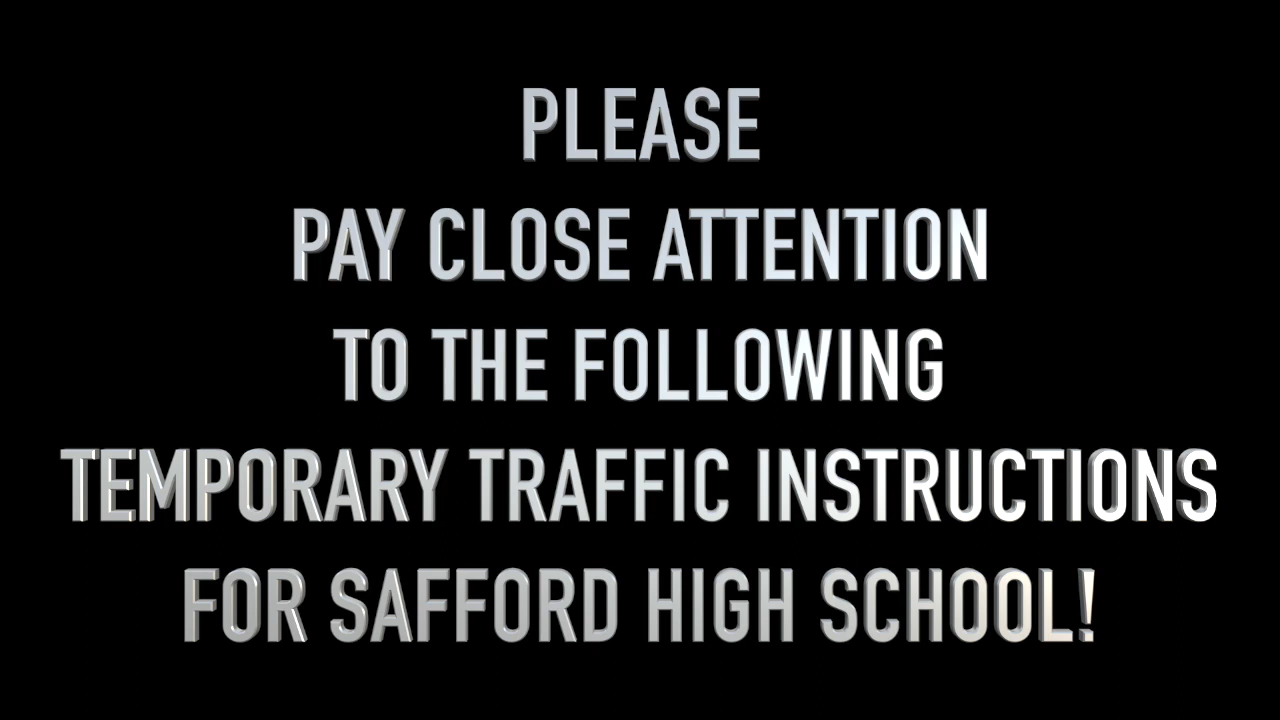 PLEASE
PAY CLOSE ATTENTION
TO THE FOLLOWING
TEMPORARY TRAFFIC INSTRUCTIONS
FOR SAFFORD HIGH SCHOOL!